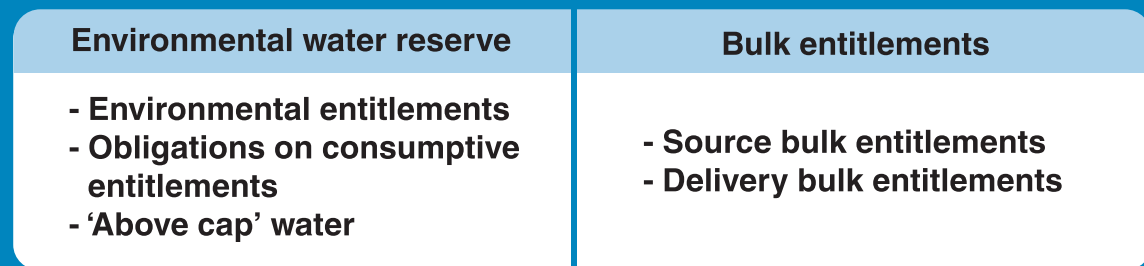 Environmental water reserve
- Environmental entitlements
- Obligations on consumptive
entitlements
- ‘Above cap’ water
Bulk entitlements
- Source bulk entitlements
- Delivery bulk entitlements